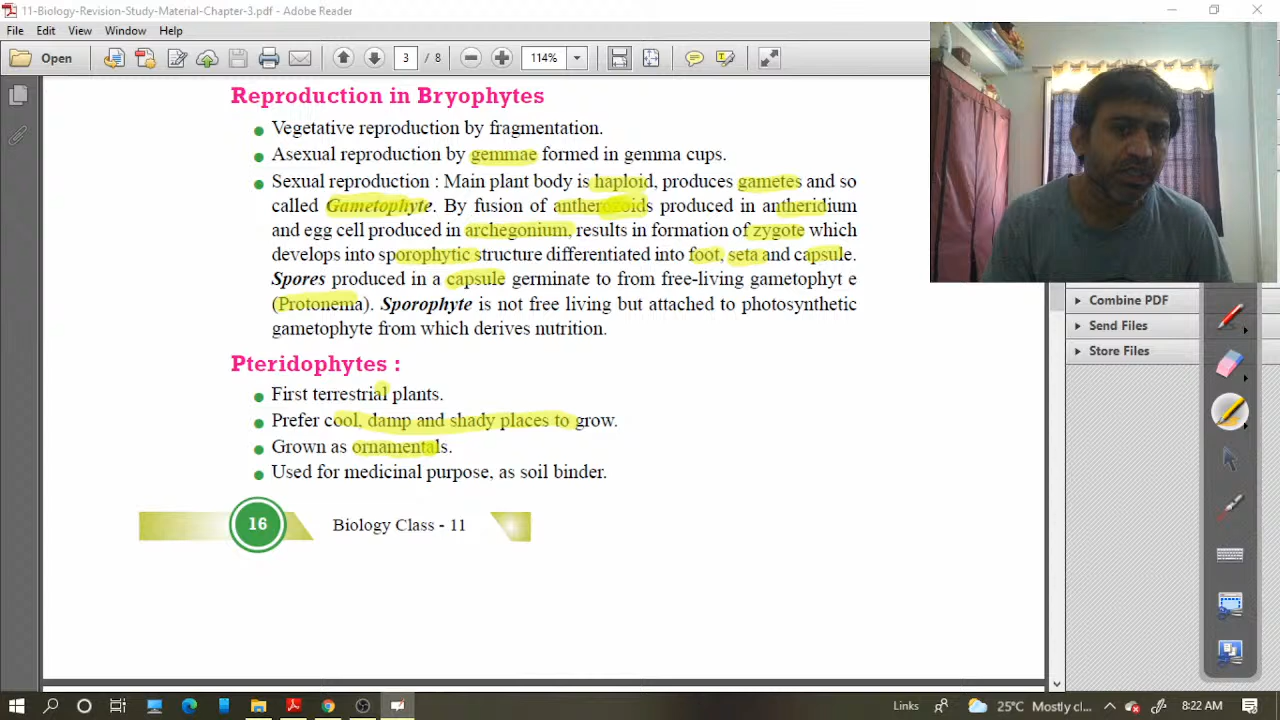 11-Biology-Revision-Study-Material-Chapter-3.pdf - Adobe Reader
File Edit View Window Help
Open 3 / 8 114%
Reproduction in Bryophytes
Vegetative reproduction by fragmentation.
Asexual reproduction by gemmae formed in gemma cups.
Sexual reproduction : Main plant body is haploid, produces gametes and so
called Gametophyte. By fusion of antherozoids produced in antheridium
and egg cell produced in archegonium, results in formation of zygote which
develops into sporophytic structure differentiated into foot, seta and capsule.
Spores produced in a capsule germinate to from free-living gametophyt e
(Protonema). Sporophyte is not free living but attached to photosynthetic
gametophyte from which derives nutrition.
Combine PDF
Send Files
Store Files
Pteridophytes :
First terrestrial plants.
Prefer cool, damp and shady places to grow.
Grown as ornamentals.
Used for medicinal purpose, as soil binder.
16 Biology Class - 11
Links 25°C Mostly cl... 8:22 AM